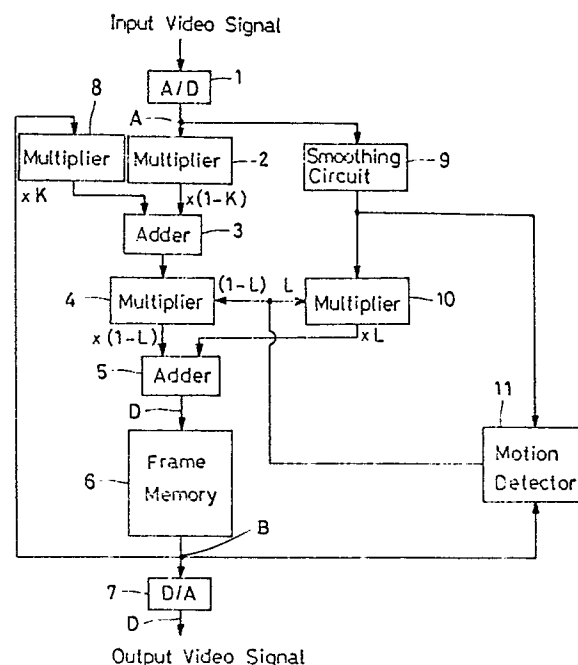 Input Video Signal
1
A/D
8
A
Multiplier
Multiplier
2
Smoothing
Circuit
9
×K
×(1-K)
Adder
3
(1-L)
L
4
Multiplier
Multiplier
10
×(1-L)
×L
5
Adder
11
D
Motion
Detector
6
Frame
Memory
B
7
D/A
D
Output Video Signal